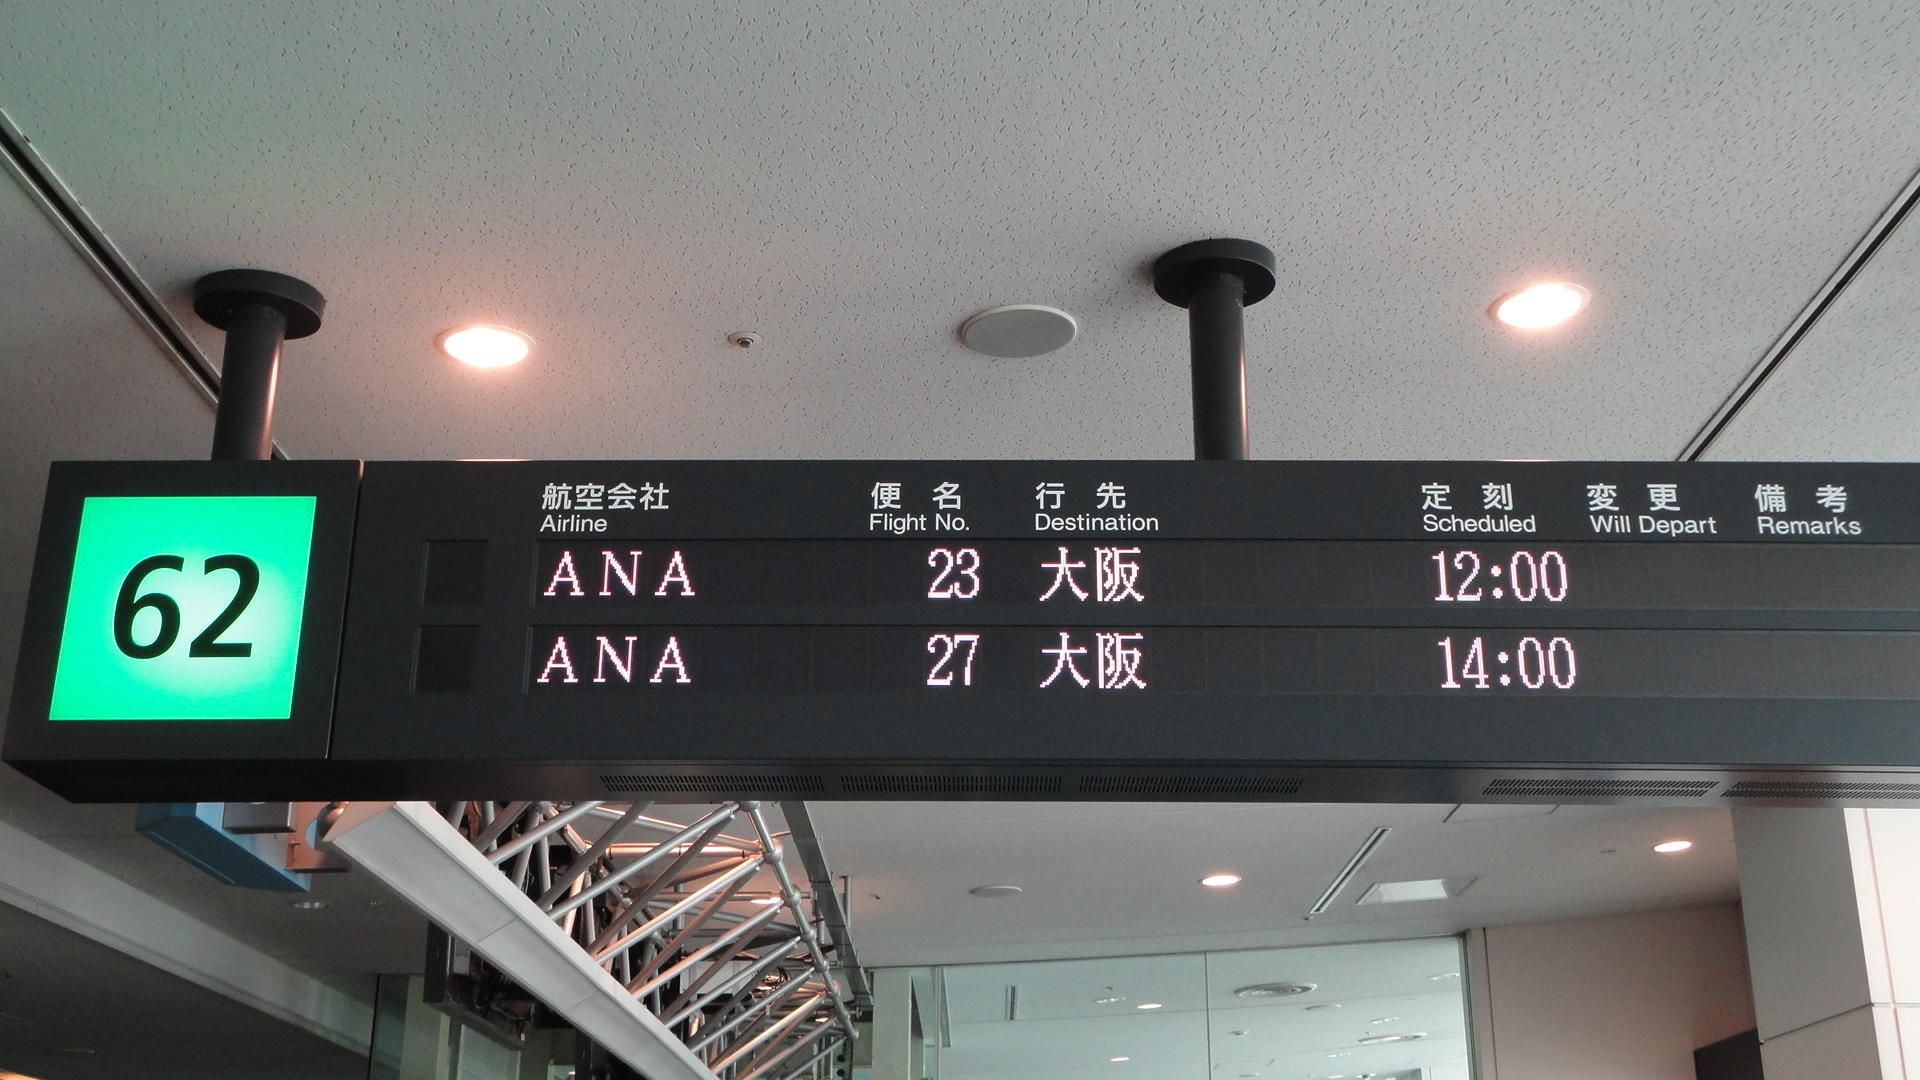 62
航空会社 便名 行先 定刻 変更 備考
Airline Flight No. Destination Scheduled Will Depart Remarks
ANA 23 大阪 12:00
ANA 27 大阪 14:00